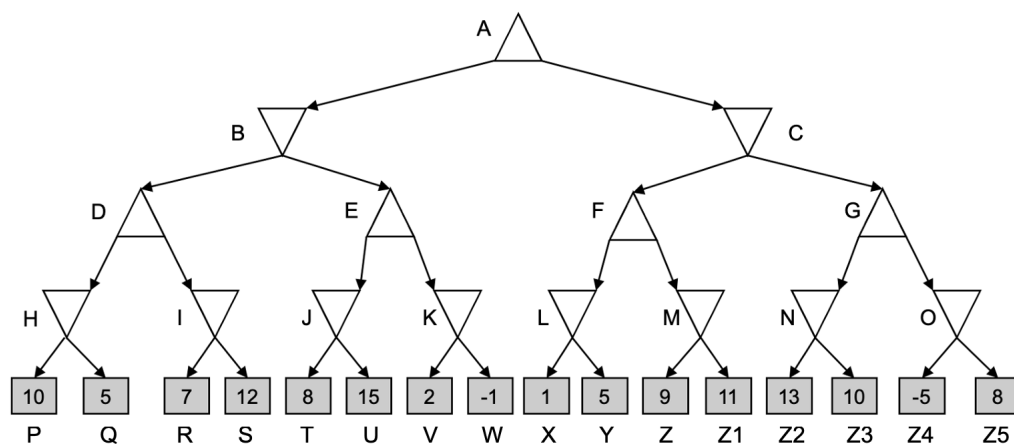 A
B C
D E F G
H I J K L M N O
10 5 7 12 8 15 2 -1 1 5 9 11 13 10 -5 8
P Q R S T U V W X Y Z Z1 Z2 Z3 Z4 Z5